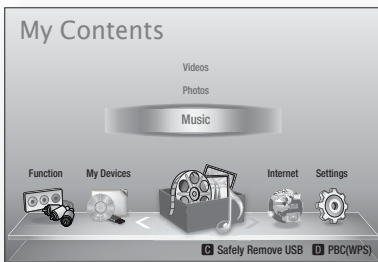 My Contents
Videos
Photos
Music
Function My Devices Internet Settings
C Safely Remove USB D PBC(WPS)